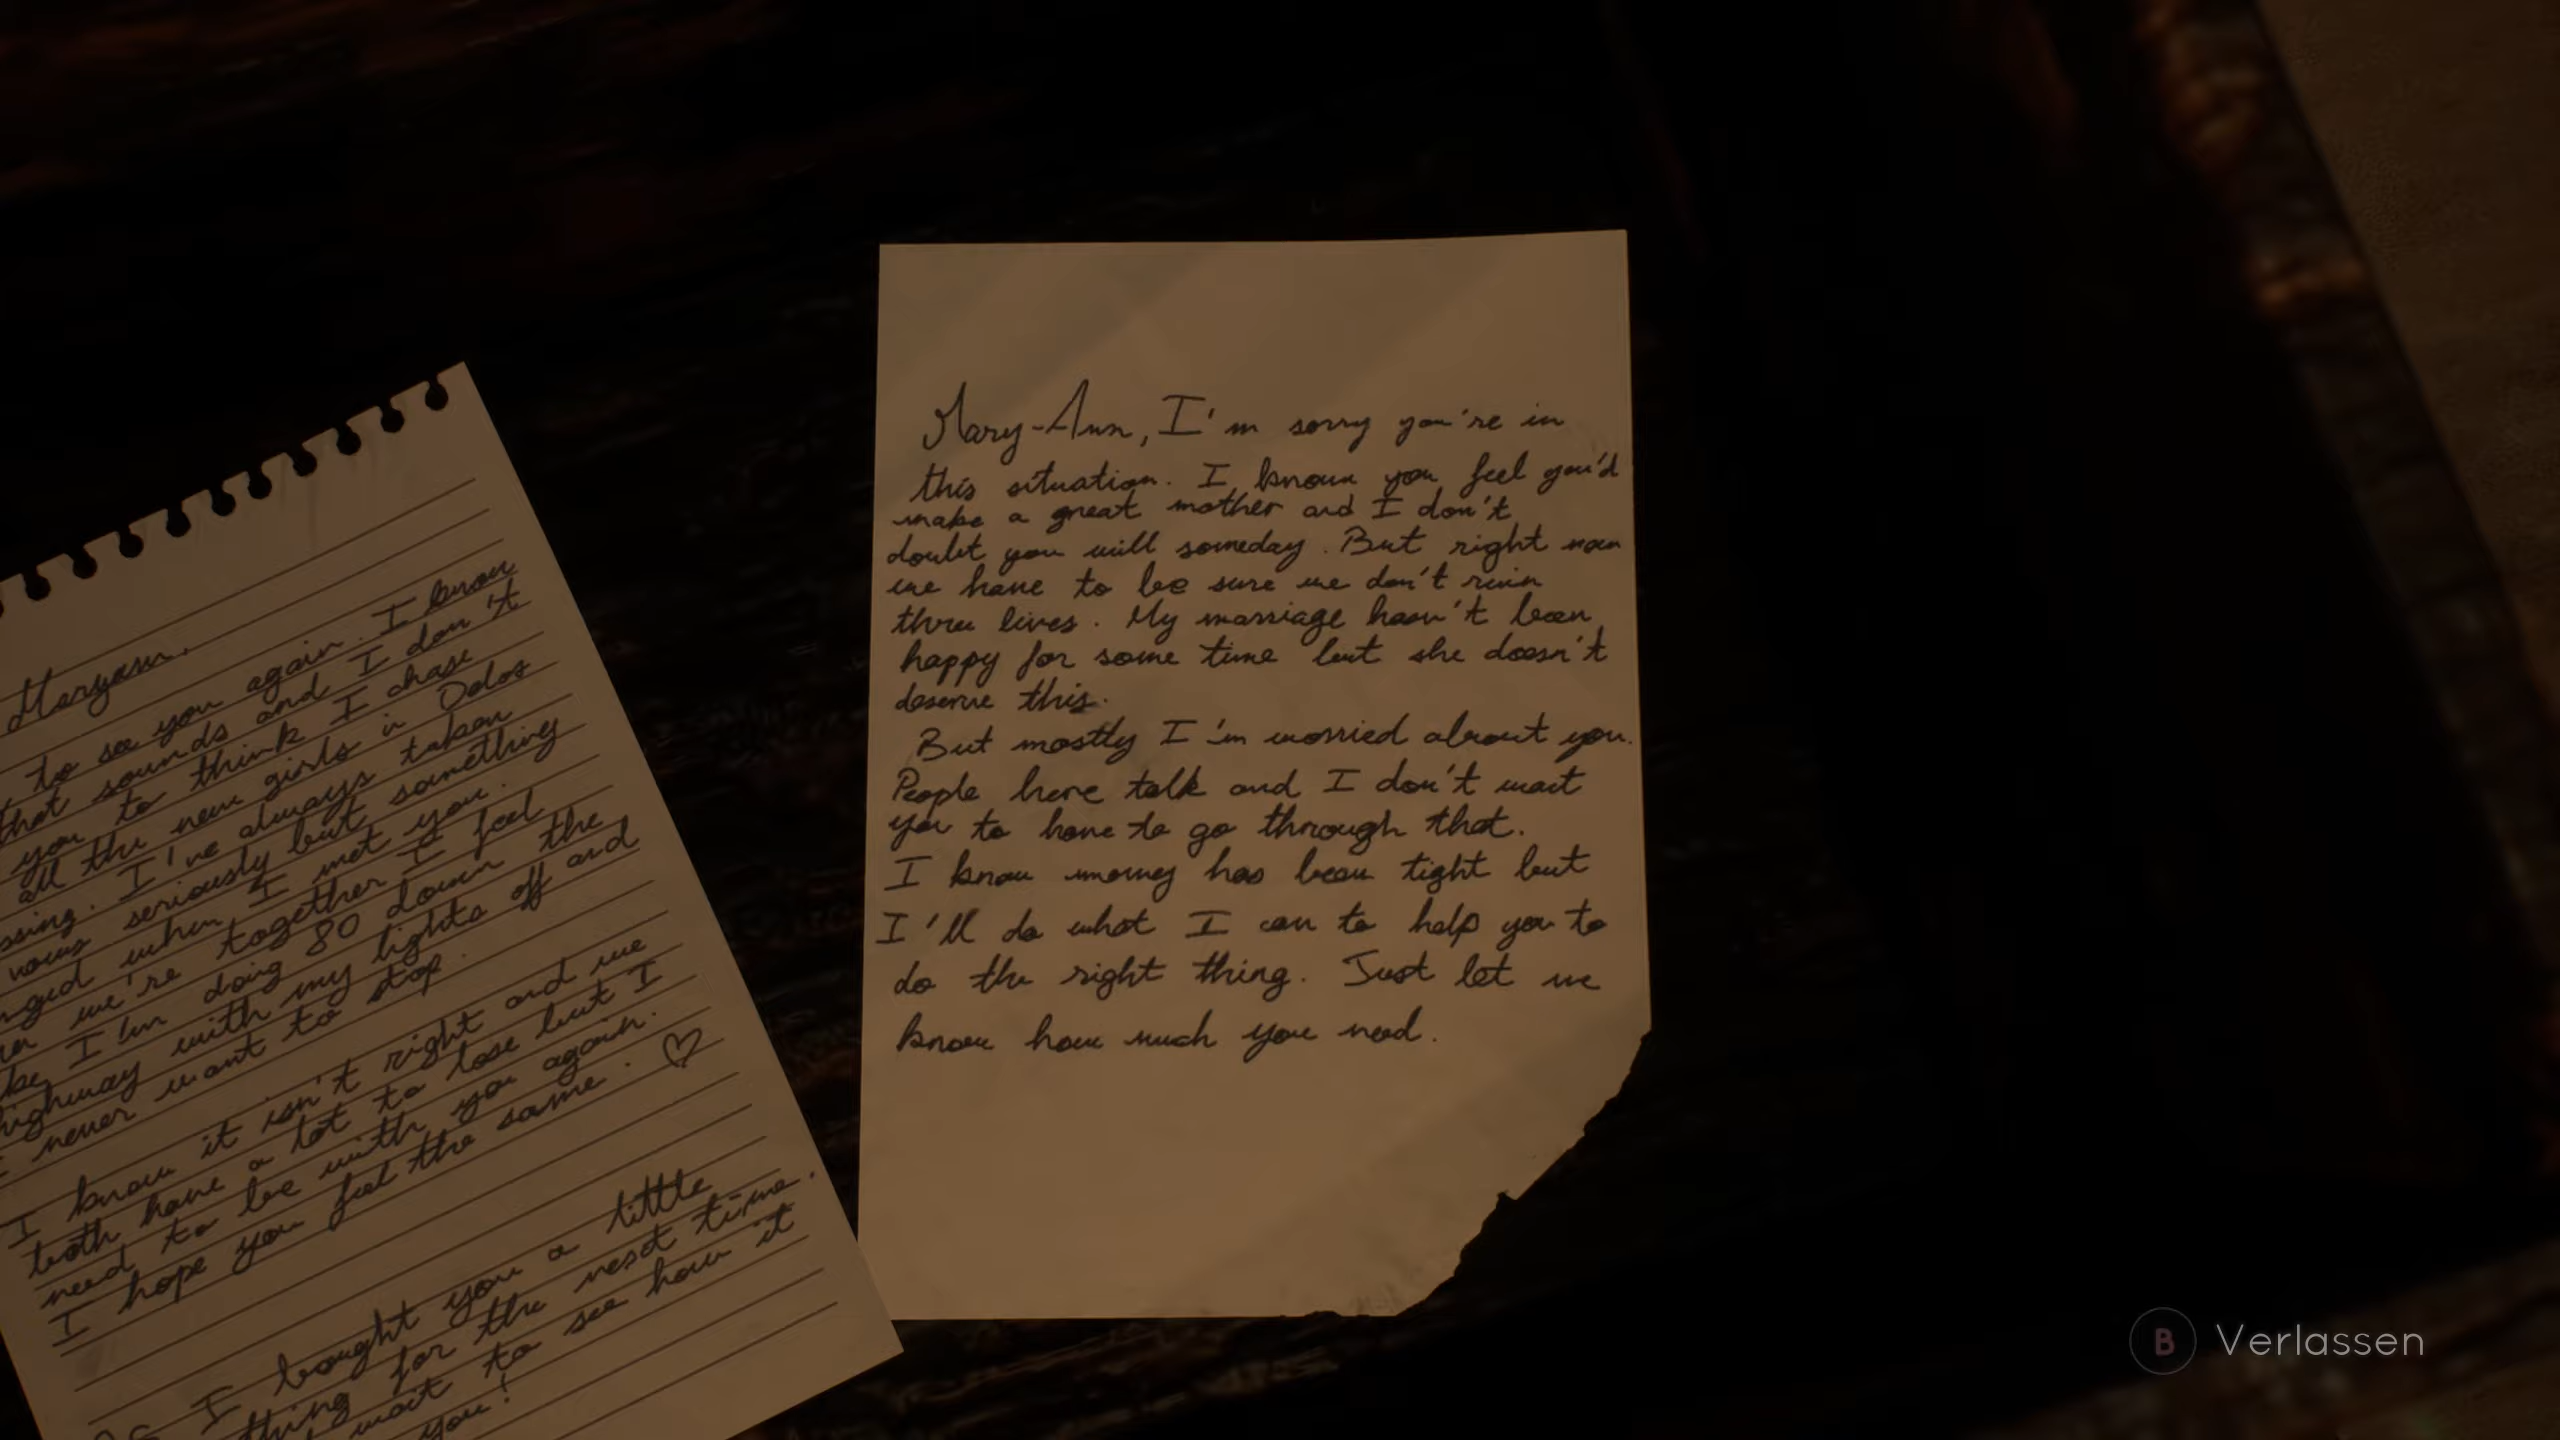 Maryann,
to see you again. I know
that sounds and I don't
you to think I chase
all the new girls in Delos
I've always taken
vows seriously but something
when I met you.
we're together I feel
I'm doing 80 down the
highway with my lights off and
I never want to stop.
I know it isn't right and we
both have a lot to lose but I
need to be with you again.
I hope you feel the same. ♡
I bought you a little
thing for the next time.
wait to see how it
you!
Mary-Ann, I'm sorry you're in
this situation. I know you feel you'd
make a great mother and I don't
doubt you will someday. But right now
we have to be sure we don't ruin
three lives. My marriage hasn't been
happy for some time but she doesn't
deserve this.
But mostly I'm worried about you.
People here talk and I don't want
you to have to go through that.
I know money has been tight but
I'll do what I can to help you to
do the right thing. Just let me
know how much you need.
B Verlassen